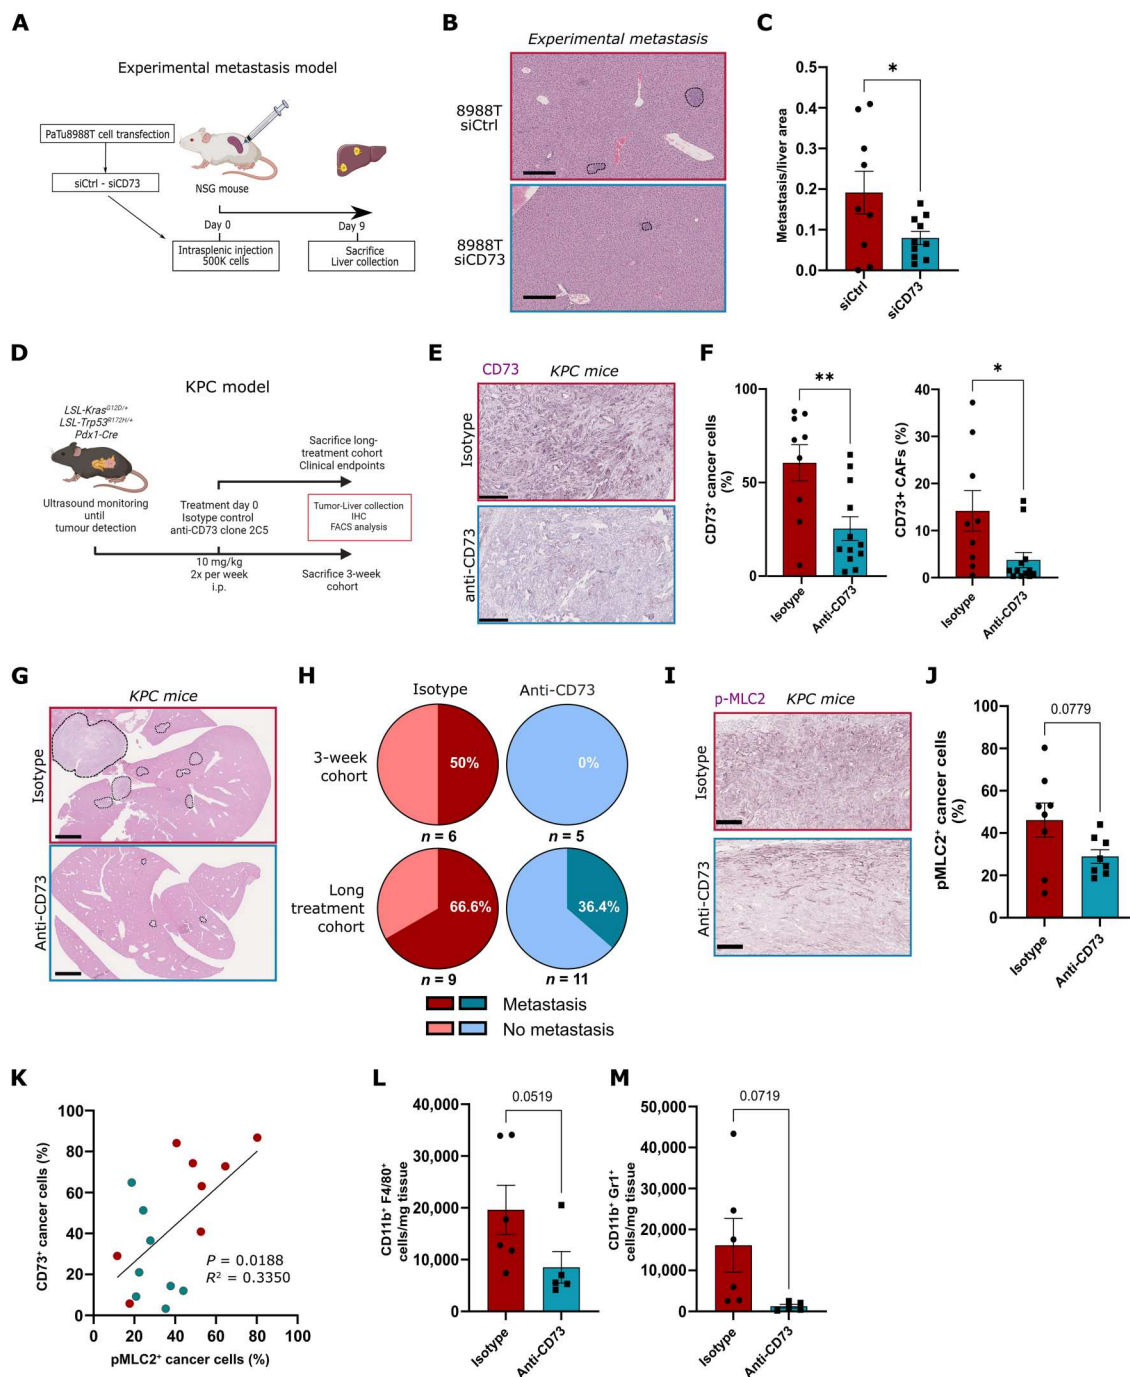 A
Experimental metastasis model
PaTu8988T cell transfection
siCtrl - siCD73
NSG mouse
Day 0
Day 9
Intrasplenic injection
500K cells
Sacrifice
Liver collection
B
Experimental metastasis
8988T
siCtrl
8988T
siCD73
C
*
Metastasis/liver area
0.5
0.4
0.3
0.2
0.1
0.0
siCtrl
siCD73
D
KPC model
LSL-Kras^G12D/+
LSL-Trp53^R172H/+
Pdx1-Cre
Ultrasound monitoring
until
tumour detection
Treatment day 0
Isotype control
anti-CD73 clone 2C5
10 mg/kg
2x per week
i.p.
Sacrifice long-
treatment cohort
Clinical endpoints
Tumor-Liver collection
IHC
FACS analysis
Sacrifice 3-week
cohort
E
CD73 KPC mice
Isotype
anti-CD73
F
**
CD73⁺ cancer cells
(%)
100
50
0
Isotype
Anti-CD73
*
CD73+ CAFs (%)
40
30
20
10
0
Isotype
Anti-CD73
G
KPC mice
Isotype
Anti-CD73
H
Isotype
Anti-CD73
3-week
cohort
50%
0%
n = 6
n = 5
Long
treatment
cohort
66.6%
36.4%
n = 9
n = 11
Metastasis
No metastasis
I
p-MLC2 KPC mice
Isotype
Anti-CD73
J
0.0779
pMLC2⁺ cancer cells
(%)
100
80
60
40
20
0
Isotype
Anti-CD73
K
CD73⁺ cancer cells (%)
100
80
60
40
20
0
P = 0.0188
R² = 0.3350
0 20 40 60 80 100
pMLC2⁺ cancer cells (%)
L
0.0519
CD11b⁺ F4/80⁺
cells/mg tissue
40,000
30,000
20,000
10,000
0
Isotype
Anti-CD73
M
0.0719
CD11b⁺ Gr1⁺
cells/mg tissue
50,000
40,000
30,000
20,000
10,000
0
Isotype
Anti-CD73